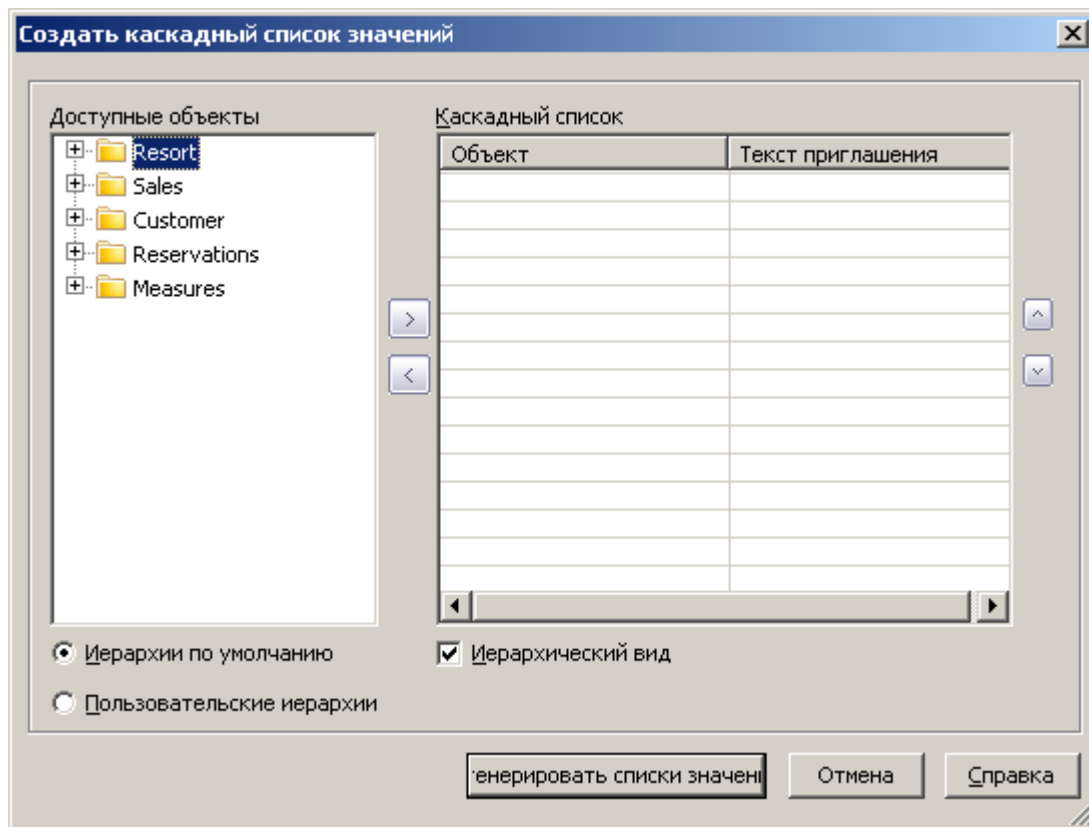 Создать каскадный список значений
Доступные объекты
Каскадный список
Объект Текст приглашения
Resort
Sales
Customer
Reservations
Measures
Иерархии по умолчанию
Иерархический вид
Пользовательские иерархии
енерировать списки значени
Отмена
Справка